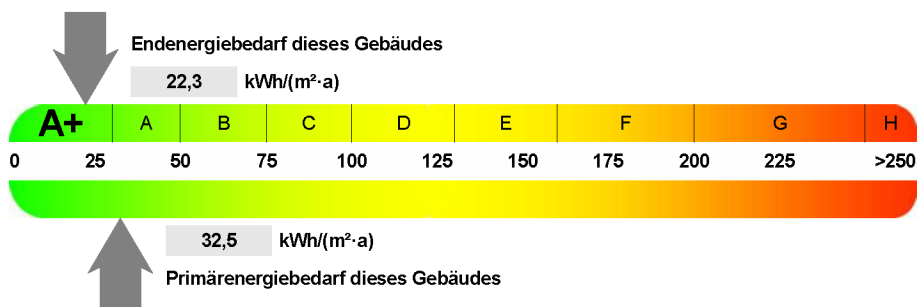 Endenergiebedarf dieses Gebäudes
22,3 kWh/(m²·a)
A+ A B C D E F G H
0 25 50 75 100 125 150 175 200 225 >250
32,5 kWh/(m²·a)
Primärenergiebedarf dieses Gebäudes